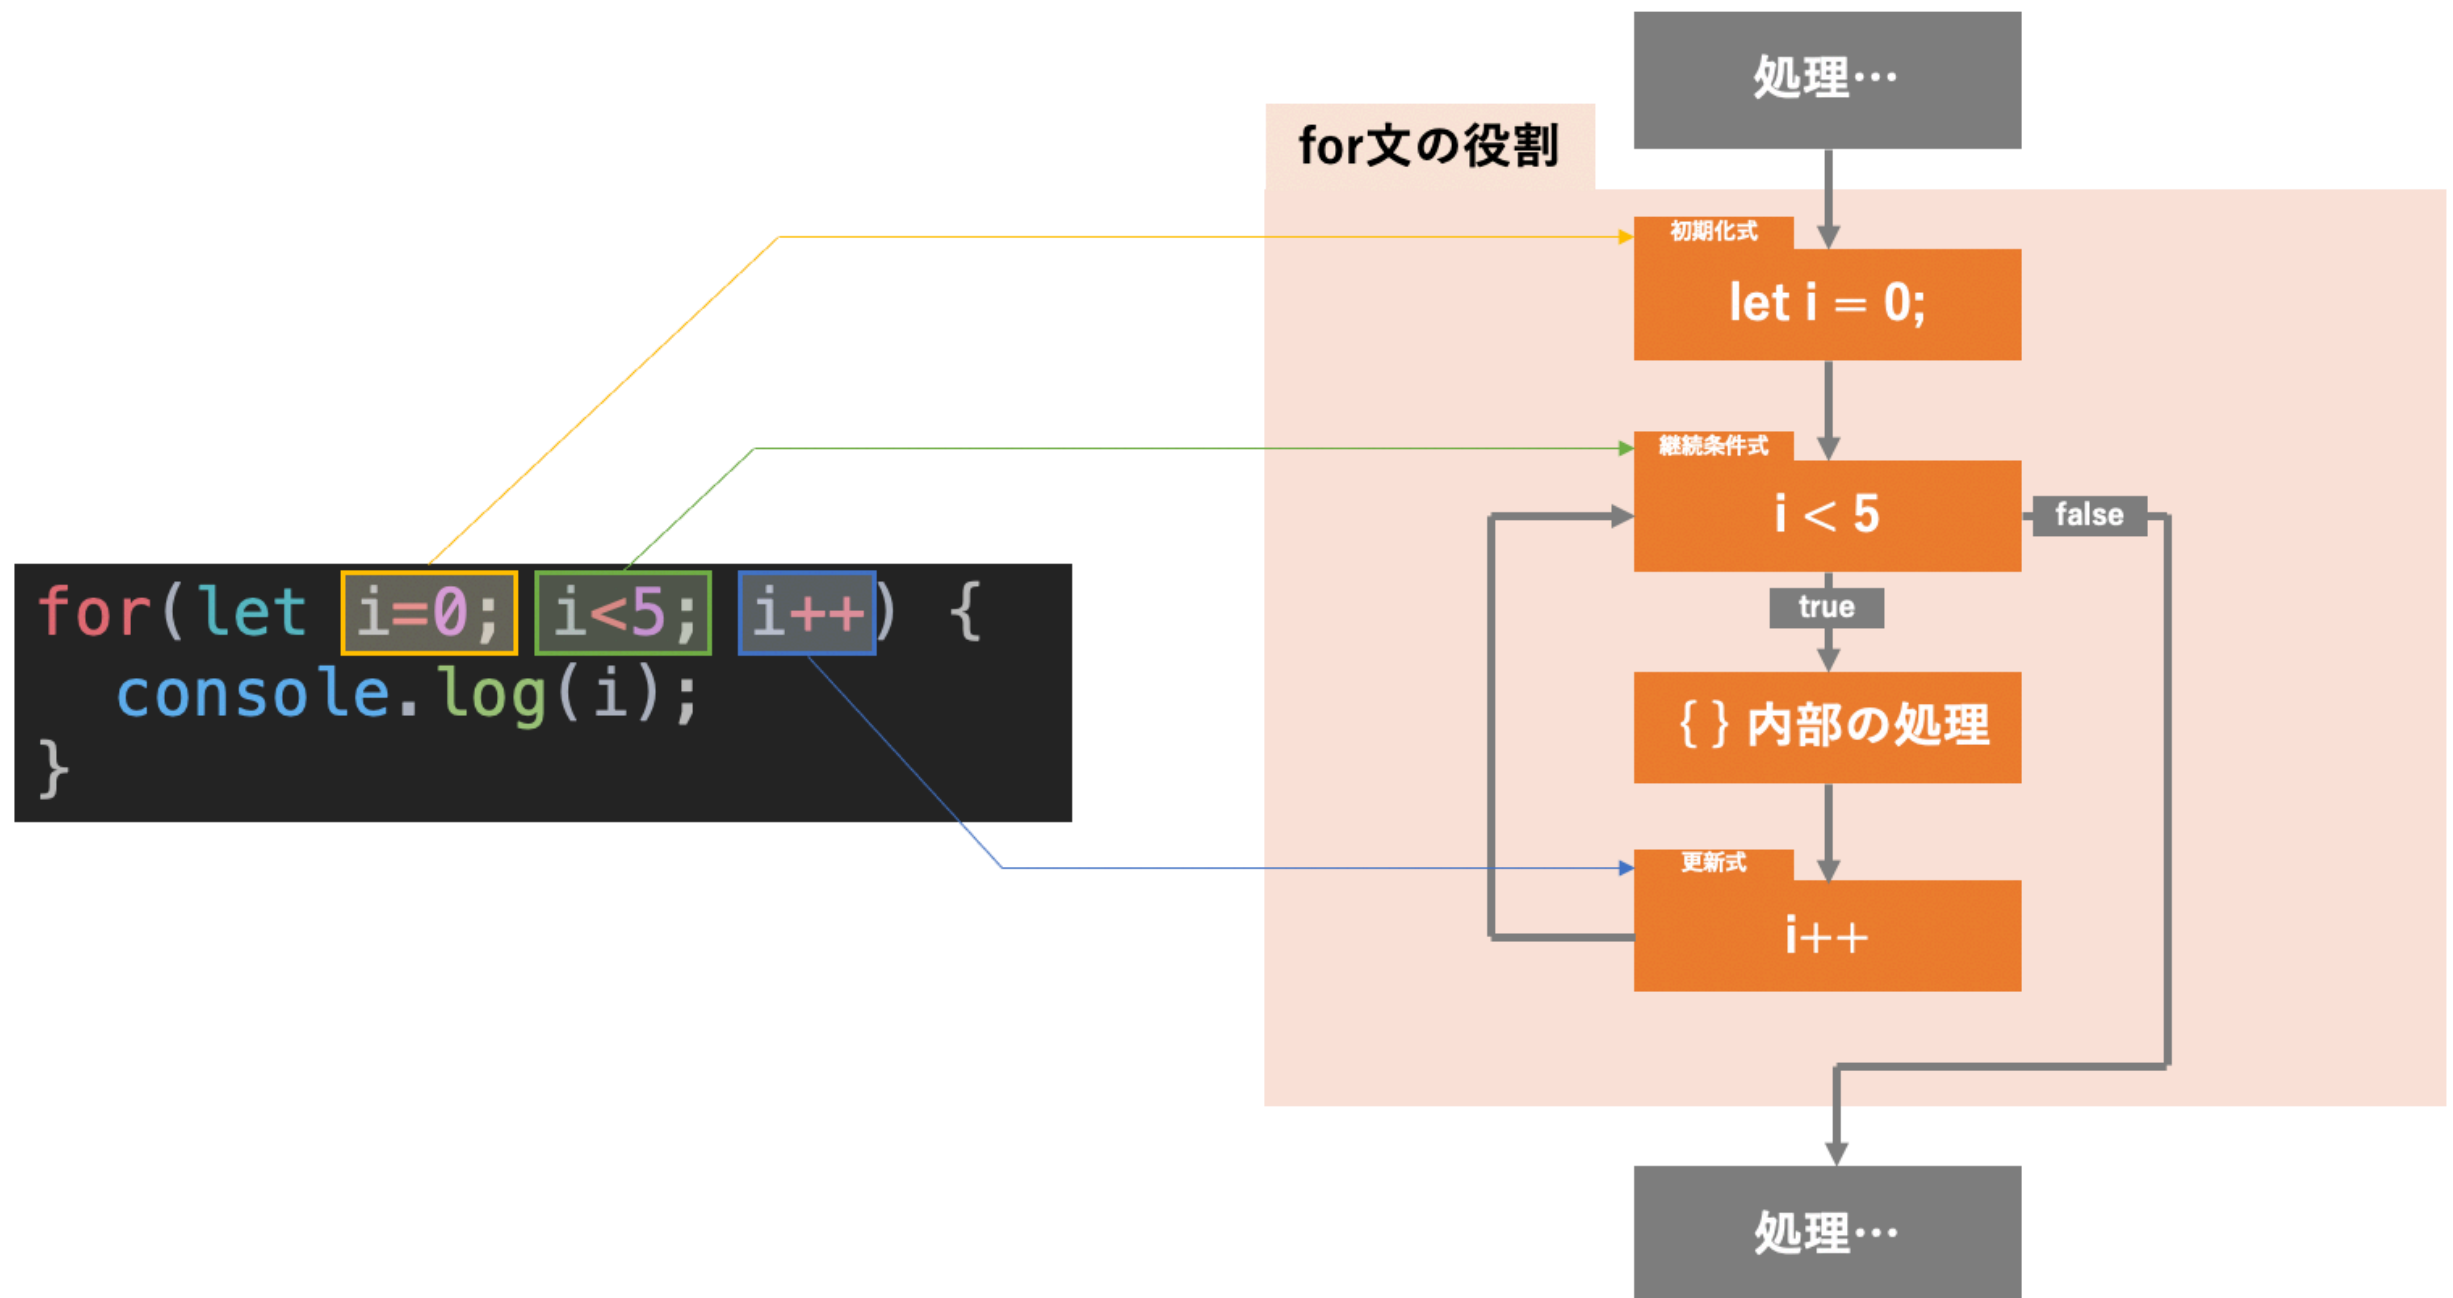 処理…
for文の役割
初期化式
let i = 0;
継続条件式
i < 5
false
true
{ } 内部の処理
更新式
i++
処理…
for(let i=0; i<5; i++) {
console.log(i);
}